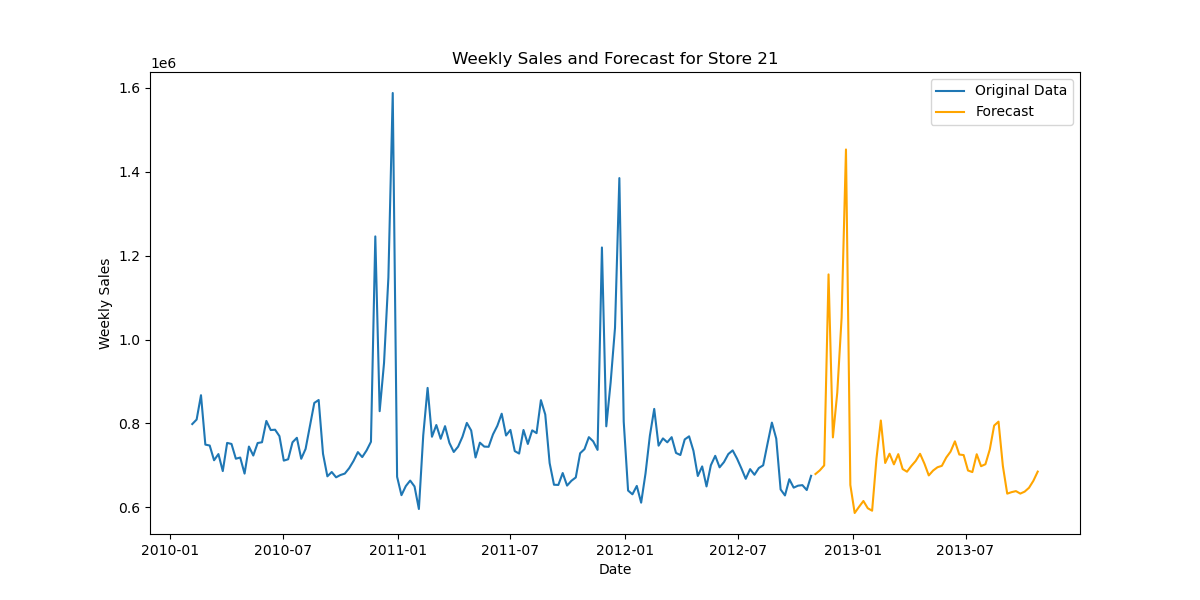 Weekly Sales and Forecast for Store 21
1e6
Original Data
Forecast
1.6
1.4
1.2
1.0
0.8
0.6
Weekly Sales
2010-01 2010-07 2011-01 2011-07 2012-01 2012-07 2013-01 2013-07
Date